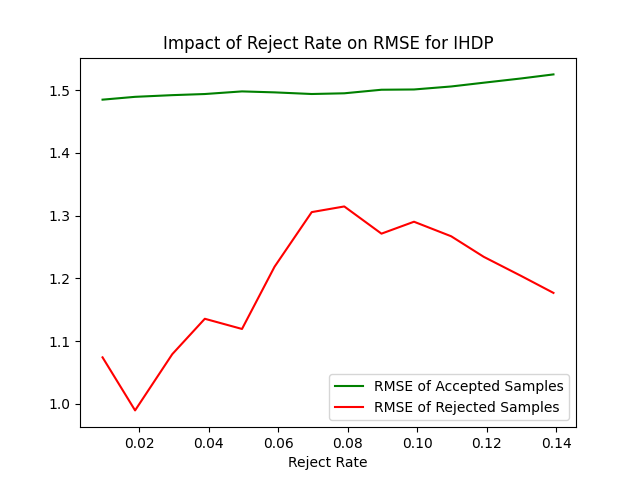 Impact of Reject Rate on RMSE for IHDP
1.5
1.4
1.3
1.2
1.1
1.0
RMSE of Accepted Samples
RMSE of Rejected Samples
0.02 0.04 0.06 0.08 0.10 0.12 0.14
Reject Rate